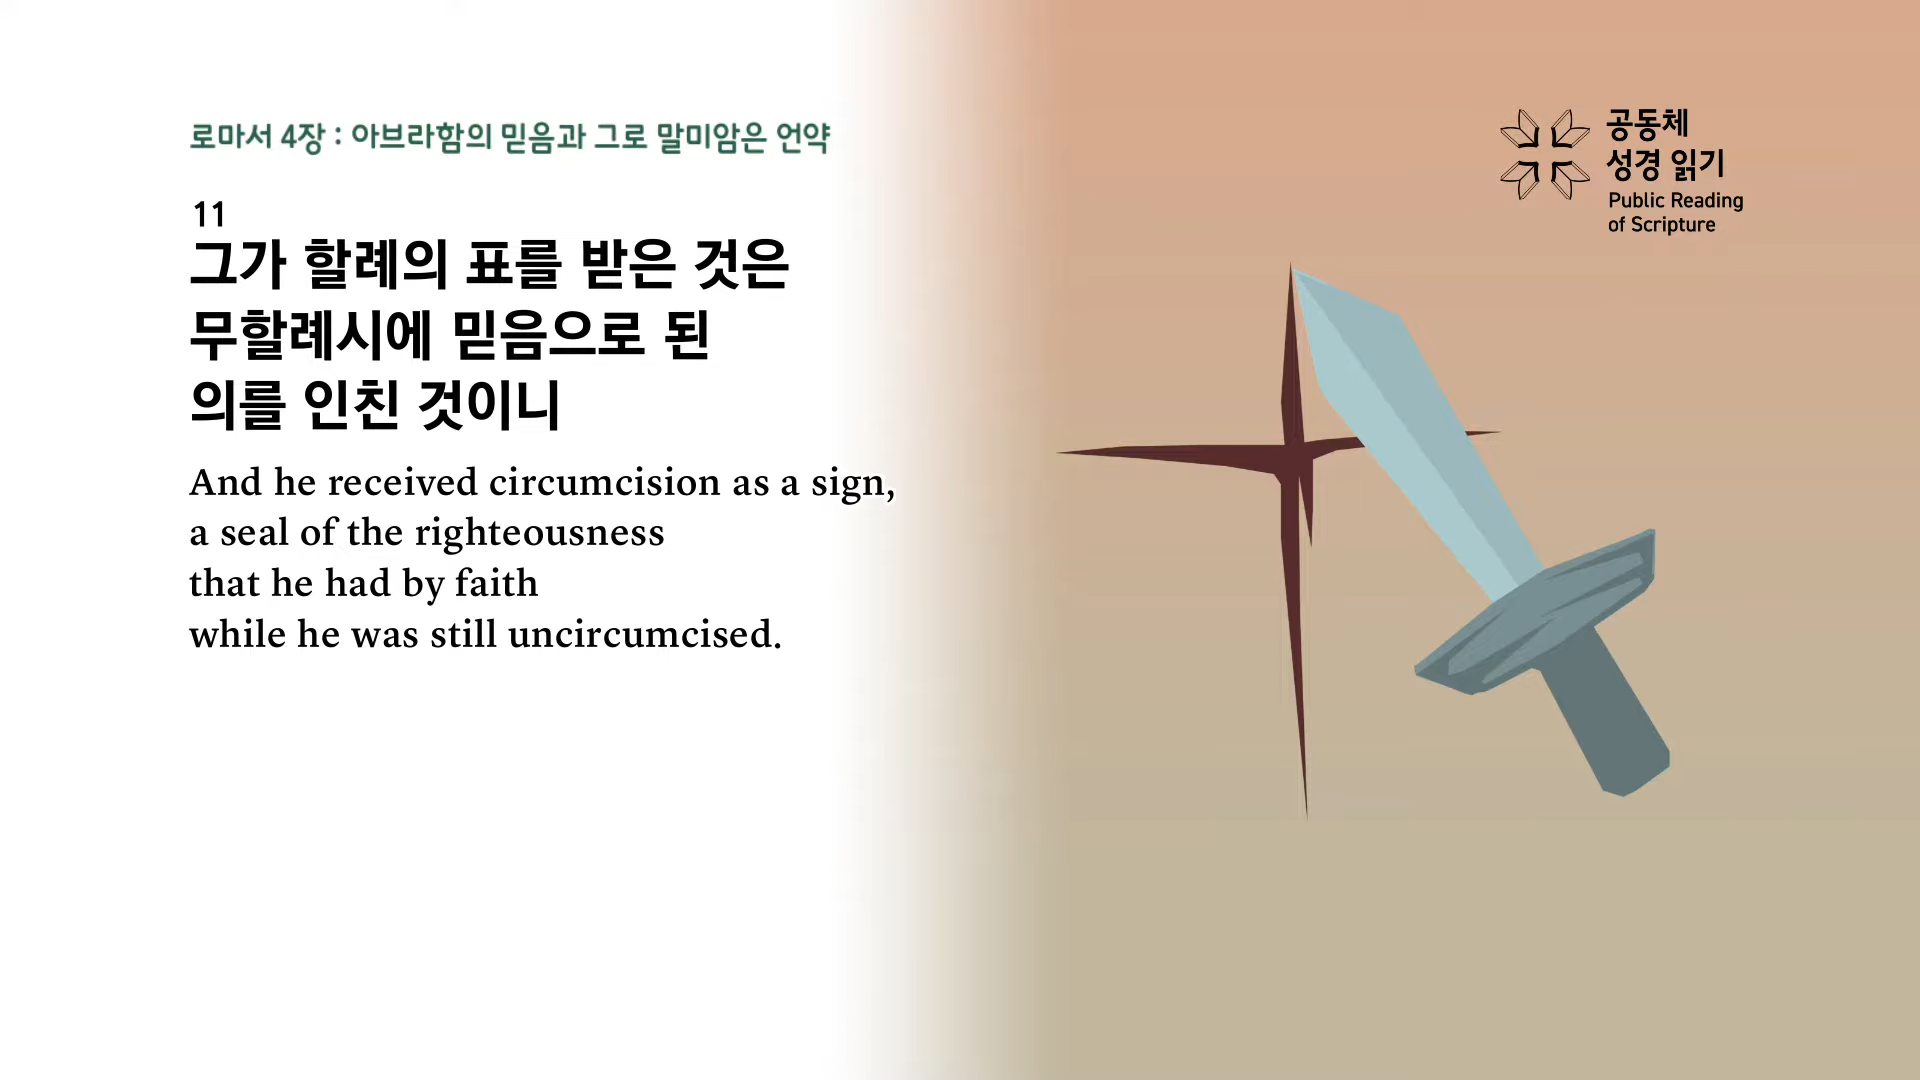 로마서 4장 : 아브라함의 믿음과 그로 말미암은 언약
11
그가 할례의 표를 받은 것은
무할례시에 믿음으로 된
의를 인친 것이니
And he received circumcision as a sign,
a seal of the righteousness
that he had by faith
while he was still uncircumcised.
공동체
성경 읽기
Public Reading
of Scripture